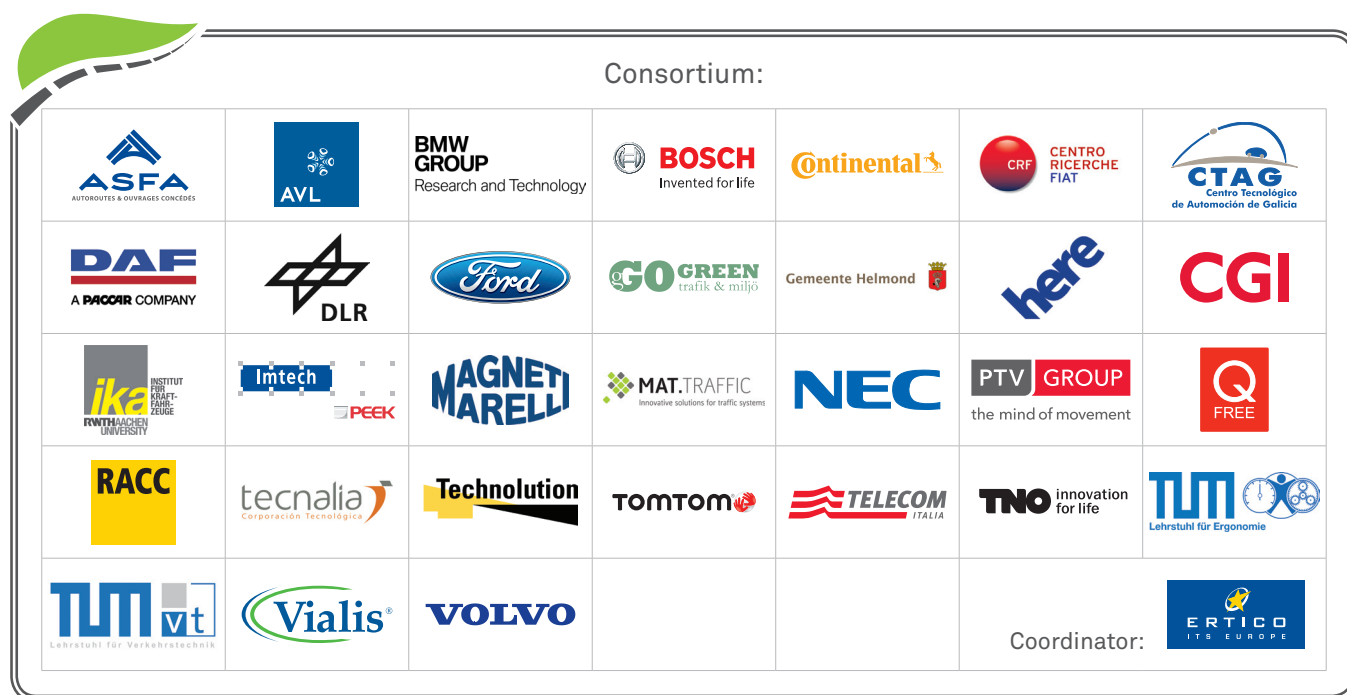 Consortium:
ASFA
AUTOROUTES & OUVRAGES CONCÉDÉS
AVL
BMW
GROUP
Research and Technology
BOSCH
Invented for life
Continental
CRF
CENTRO
RICERCHE
FIAT
CTAG
Centro Tecnológico
de Automoción de Galicia
DAF
A PACCAR COMPANY
DLR
Ford
gGO GREEN
trafik & miljö
Gemeente Helmond
here
CGI
ika
INSTITUT
FÜR
KRAFT-
FAHR-
ZEUGE
RWTHAACHEN
UNIVERSITY
Imtech
PEEK
MAGNETI
MARELLI
MAT.TRAFFIC
Innovative solutions for traffic systems
NEC
PTV GROUP
the mind of movement
Q
FREE
RACC
tecnalia
Corporación Tecnológica
Technolution
TOMTOM
TELECOM
ITALIA
TNO innovation
for life
TUM
Lehrstuhl für Ergonomie
TUM vt
Lehrstuhl für Verkehrstechnik
Vialis®
VOLVO
Coordinator:
ERTICO
ITS EUROPE